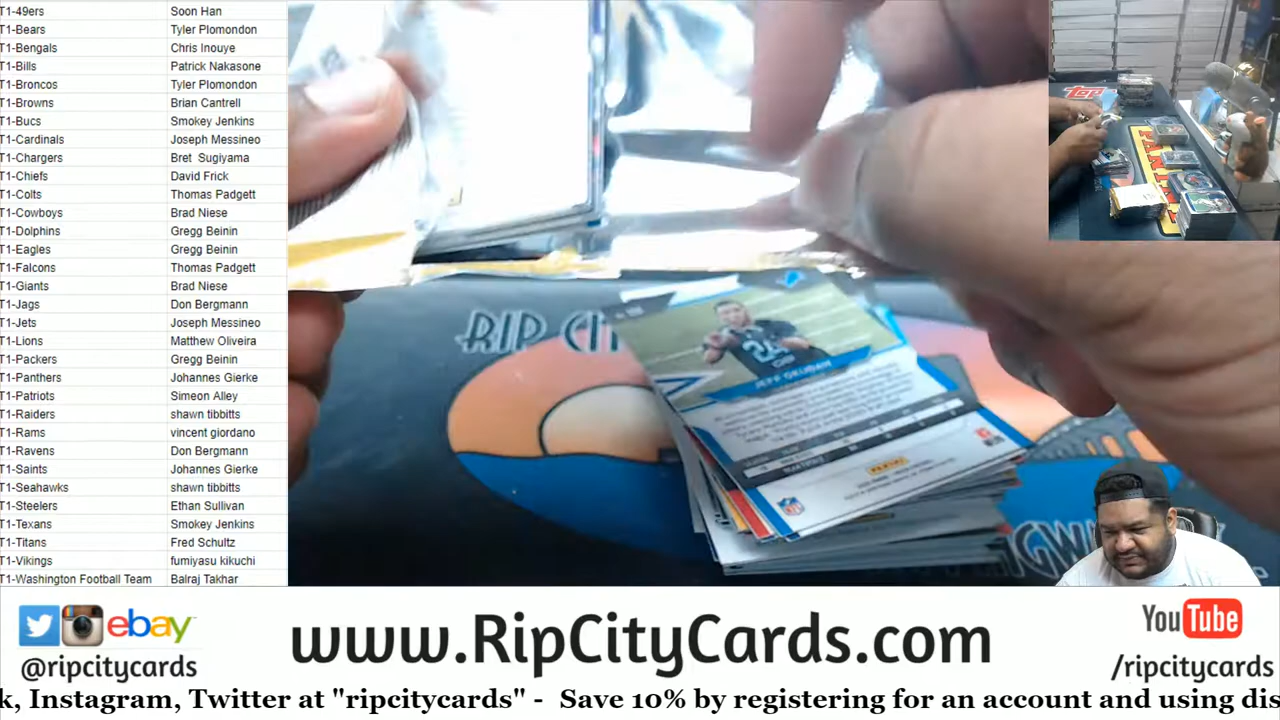 T1-49ers Soon Han
T1-Bears Tyler Plomondon
T1-Bengals Chris Inouye
T1-Bills Patrick Nakasone
T1-Broncos Tyler Plomondon
T1-Browns Brian Cantrell
T1-Bucs Smokey Jenkins
T1-Cardinals Joseph Messineo
T1-Chargers Bret Sugiyama
T1-Chiefs David Frick
T1-Colts Thomas Padgett
T1-Cowboys Brad Niese
T1-Dolphins Gregg Beinin
T1-Eagles Gregg Beinin
T1-Falcons Thomas Padgett
T1-Giants Brad Niese
T1-Jags Don Bergmann
T1-Jets Joseph Messineo
T1-Lions Matthew Oliveira
T1-Packers Gregg Beinin
T1-Panthers Johannes Gierke
T1-Patriots Simeon Alley
T1-Raiders shawn tibbitts
T1-Rams vincent giordano
T1-Ravens Don Bergmann
T1-Saints Johannes Gierke
T1-Seahawks shawn tibbitts
T1-Steelers Ethan Sullivan
T1-Texans Smokey Jenkins
T1-Titans Fred Schultz
T1-Vikings fumiyasu kikuchi
T1-Washington Football Team Balraj Takhar
RIP CI
24
JEFF OKUDAH
PANINI
NFL
Topps
PANINI
ebay
@ripcitycards
www.RipCityCards.com
YouTube
/ripcitycards
k, Instagram, Twitter at "ripcitycards" - Save 10% by registering for an account and using dis